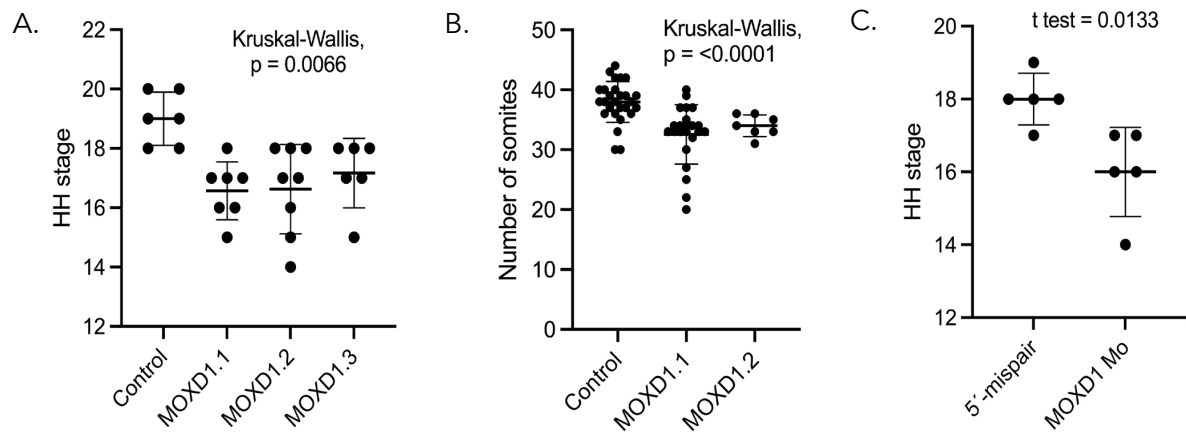 A.
Kruskal-Wallis,
p = 0.0066
HH stage
22
20
18
16
14
12
Control
MOXD1.1
MOXD1.2
MOXD1.3
B.
Kruskal-Wallis,
p = <0.0001
Number of somites
50
40
30
20
10
0
Control
MOXD1.1
MOXD1.2
C.
t test = 0.0133
HH stage
20
18
16
14
12
5´-mispair
MOXD1 Mo